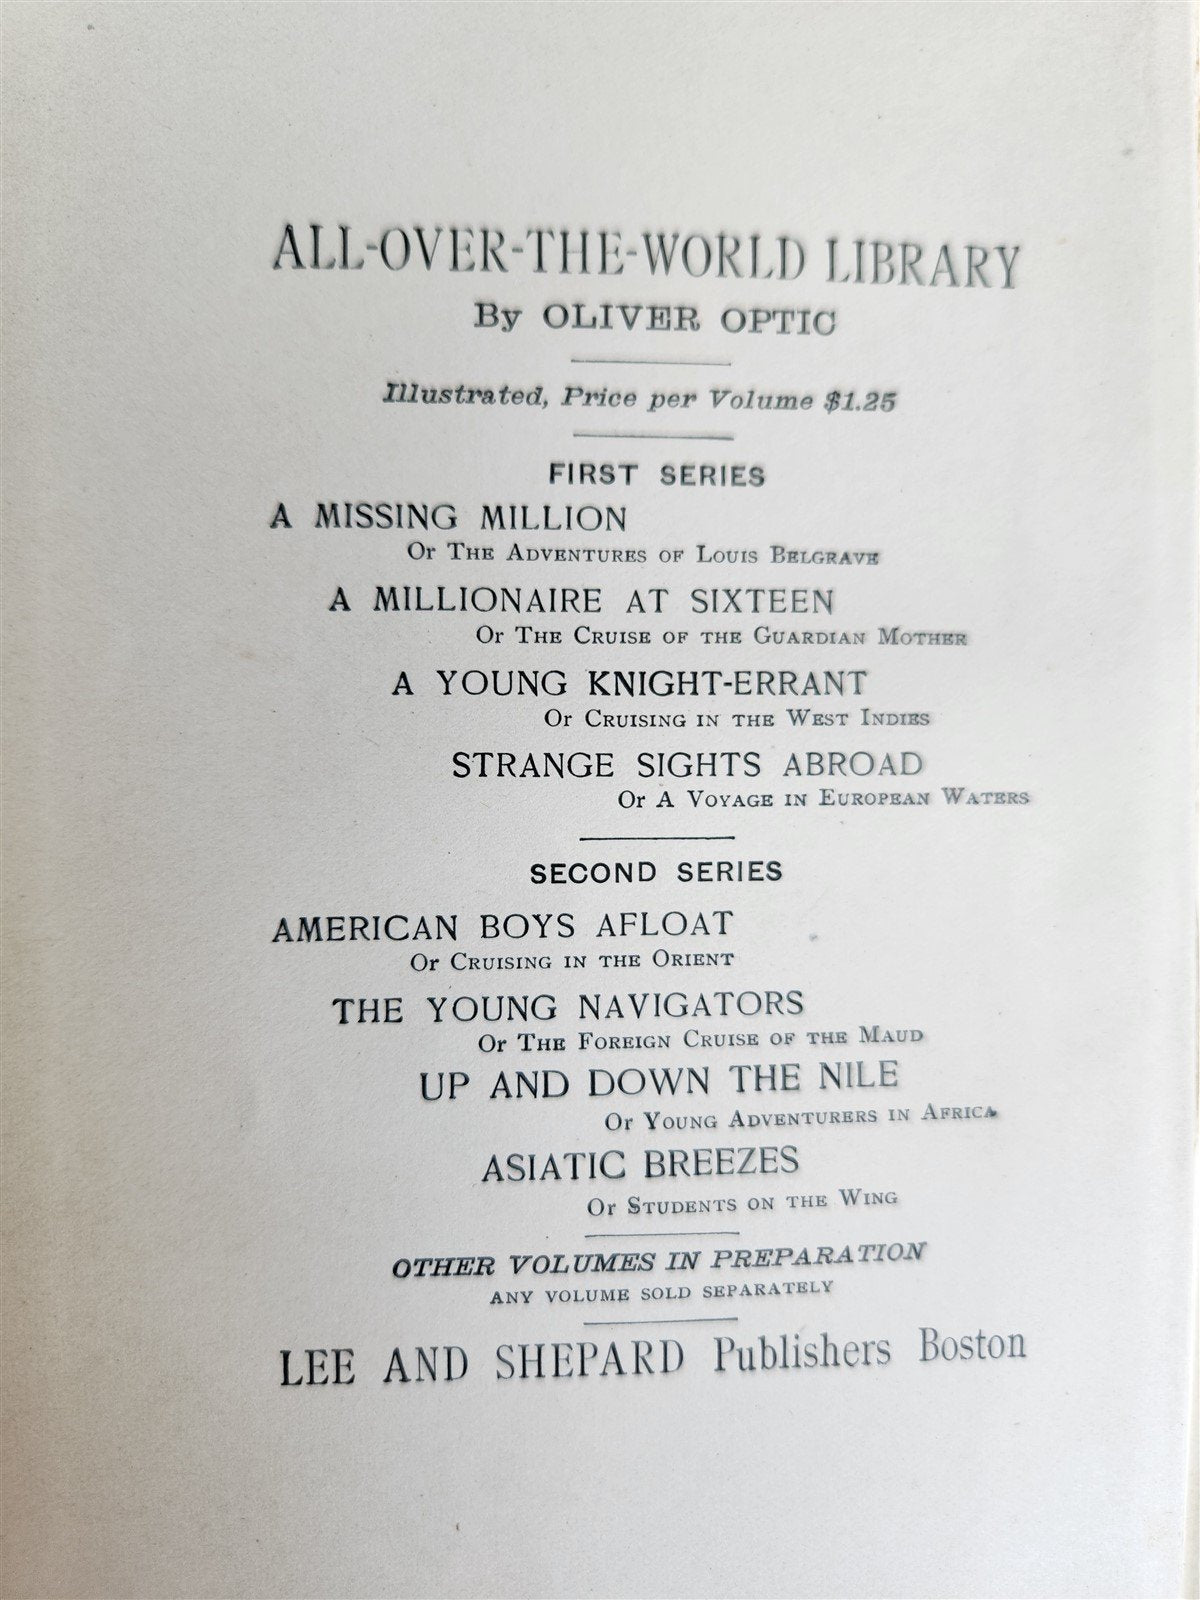 ALL-OVER-THE-WORLD LIBRARY
By OLIVER OPTIC
Illustrated, Price per Volume $1.25
FIRST SERIES
A MISSING MILLION
Or The Adventures of Louis Belgrave
A MILLIONAIRE AT SIXTEEN
Or The Cruise of the Guardian Mother
A YOUNG KNIGHT-ERRANT
Or Cruising in the West Indies
STRANGE SIGHTS ABROAD
Or A Voyage in European Waters
SECOND SERIES
AMERICAN BOYS AFLOAT
Or Cruising in the Orient
THE YOUNG NAVIGATORS
Or The Foreign Cruise of the Maud
UP AND DOWN THE NILE
Or Young Adventurers in Africa
ASIATIC BREEZES
Or Students on the Wing
OTHER VOLUMES IN PREPARATION
ANY VOLUME SOLD SEPARATELY
LEE AND SHEPARD Publishers Boston